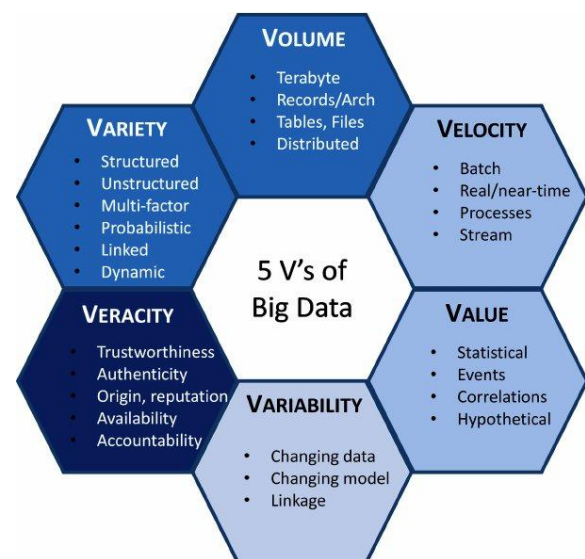 VOLUME
• Terabyte
• Records/Arch
• Tables, Files
• Distributed
VARIETY
• Structured
• Unstructured
• Multi-factor
• Probabilistic
• Linked
• Dynamic
VELOCITY
• Batch
• Real/near-time
• Processes
• Stream
5 V's of
Big Data
VERACITY
• Trustworthiness
• Authenticity
• Origin, reputation
• Availability
• Accountability
VALUE
• Statistical
• Events
• Correlations
• Hypothetical
VARIABILITY
• Changing data
• Changing model
• Linkage